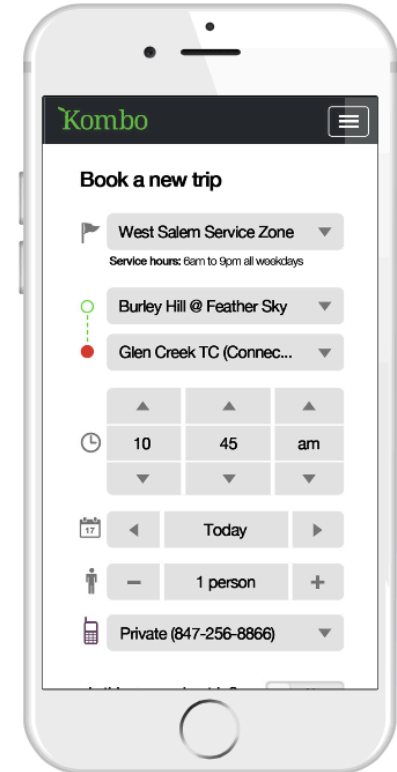 Kombo
Book a new trip
West Salem Service Zone
Service hours: 6am to 9pm all weekdays
Burley Hill @ Feather Sky
Glen Creek TC (Connec...
10 45 am
17
Today
1 person
Private (847-256-8866)